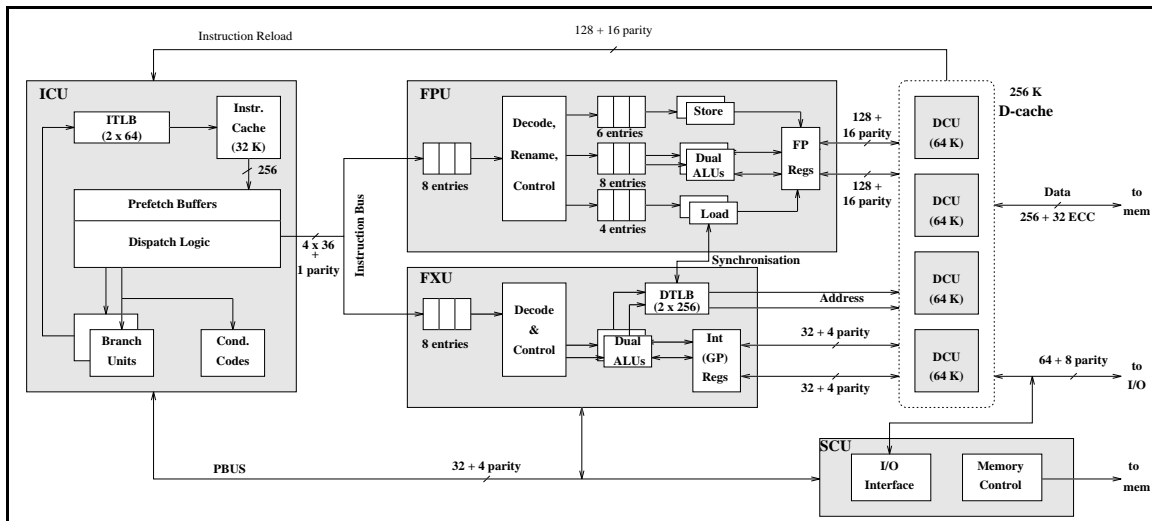 Instruction Reload
128 + 16 parity
ICU
ITLB
(2 x 64)
Instr.
Cache
(32 K)
256
Prefetch Buffers
Dispatch Logic
Branch
Units
Cond.
Codes
4 x 36
+
1 parity
Instruction Bus
FPU
8 entries
Decode,
Rename,
Control
6 entries
8 entries
4 entries
Store
Dual
ALUs
Load
FP
Regs
128 +
16 parity
128 +
16 parity
Synchronisation
FXU
8 entries
Decode
&
Control
Dual
ALUs
DTLB
(2 x 256)
Int
(GP)
Regs
Address
32 + 4 parity
32 + 4 parity
256 K
D-cache
DCU
(64 K)
DCU
(64 K)
DCU
(64 K)
DCU
(64 K)
Data
256 + 32 ECC
to
mem
64 + 8 parity
to
I/O
PBUS
32 + 4 parity
SCU
I/O
Interface
Memory
Control
to
mem